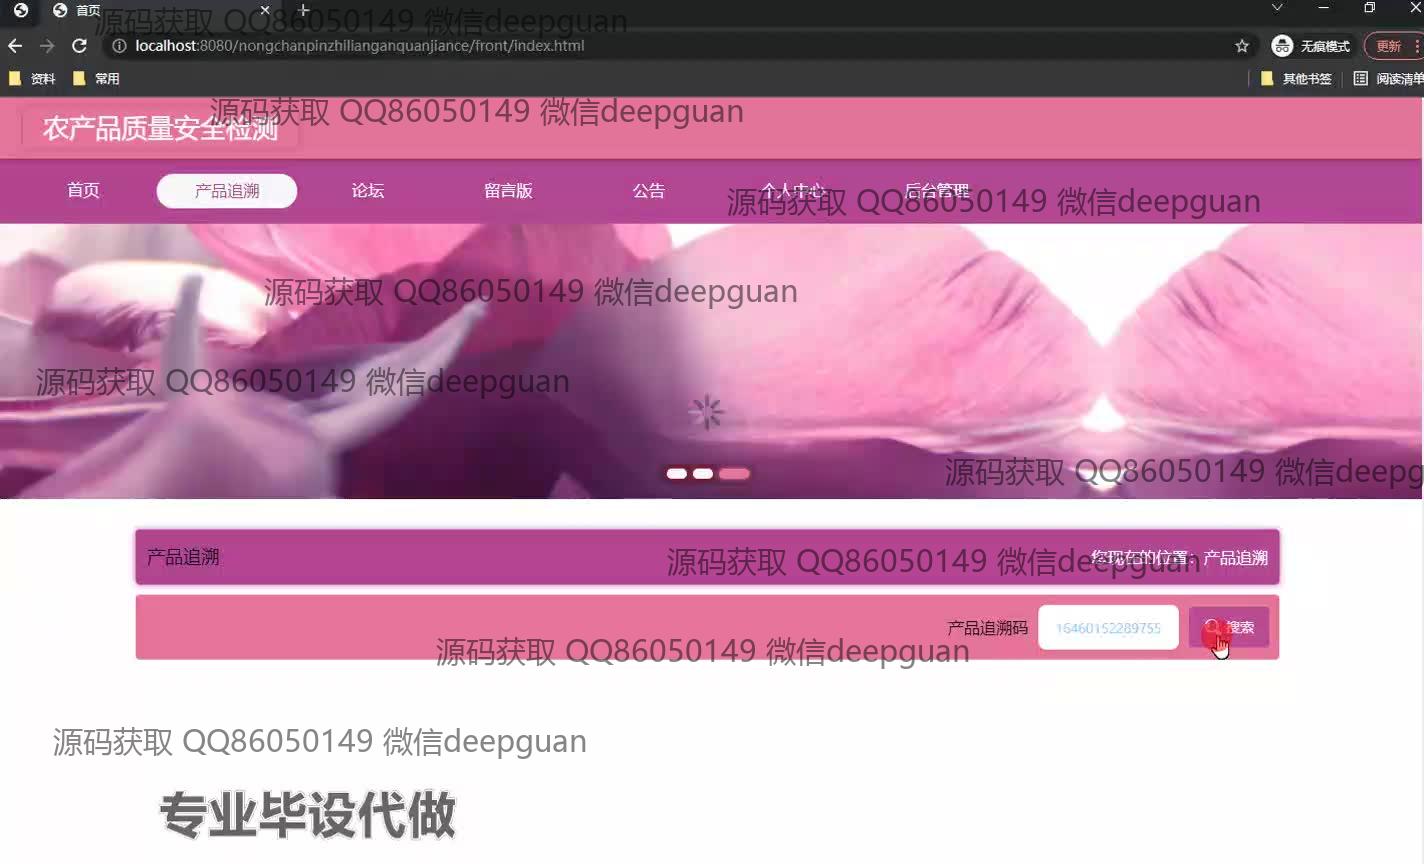 首页
源码获取 QQ86050149 微信deepguan
localhost:8080/nongchanpinzhilianganquanjiance/front/index.html
无痕模式
更新
资料
常用
其他书签
阅读清单
源码获取 QQ86050149 微信deepguan
农产品质量安全检测
首页
产品追溯
论坛
留言版
公告
个人中心
后台管理
源码获取 QQ86050149 微信deepguan
源码获取 QQ86050149 微信deepguan
源码获取 QQ86050149 微信deepguan
源码获取 QQ86050149 微信deepg
产品追溯
您现在的位置：产品追溯
源码获取 QQ86050149 微信deepguan
产品追溯码
16460152289755
搜索
源码获取 QQ86050149 微信deepguan
源码获取 QQ86050149 微信deepguan
专业毕设代做